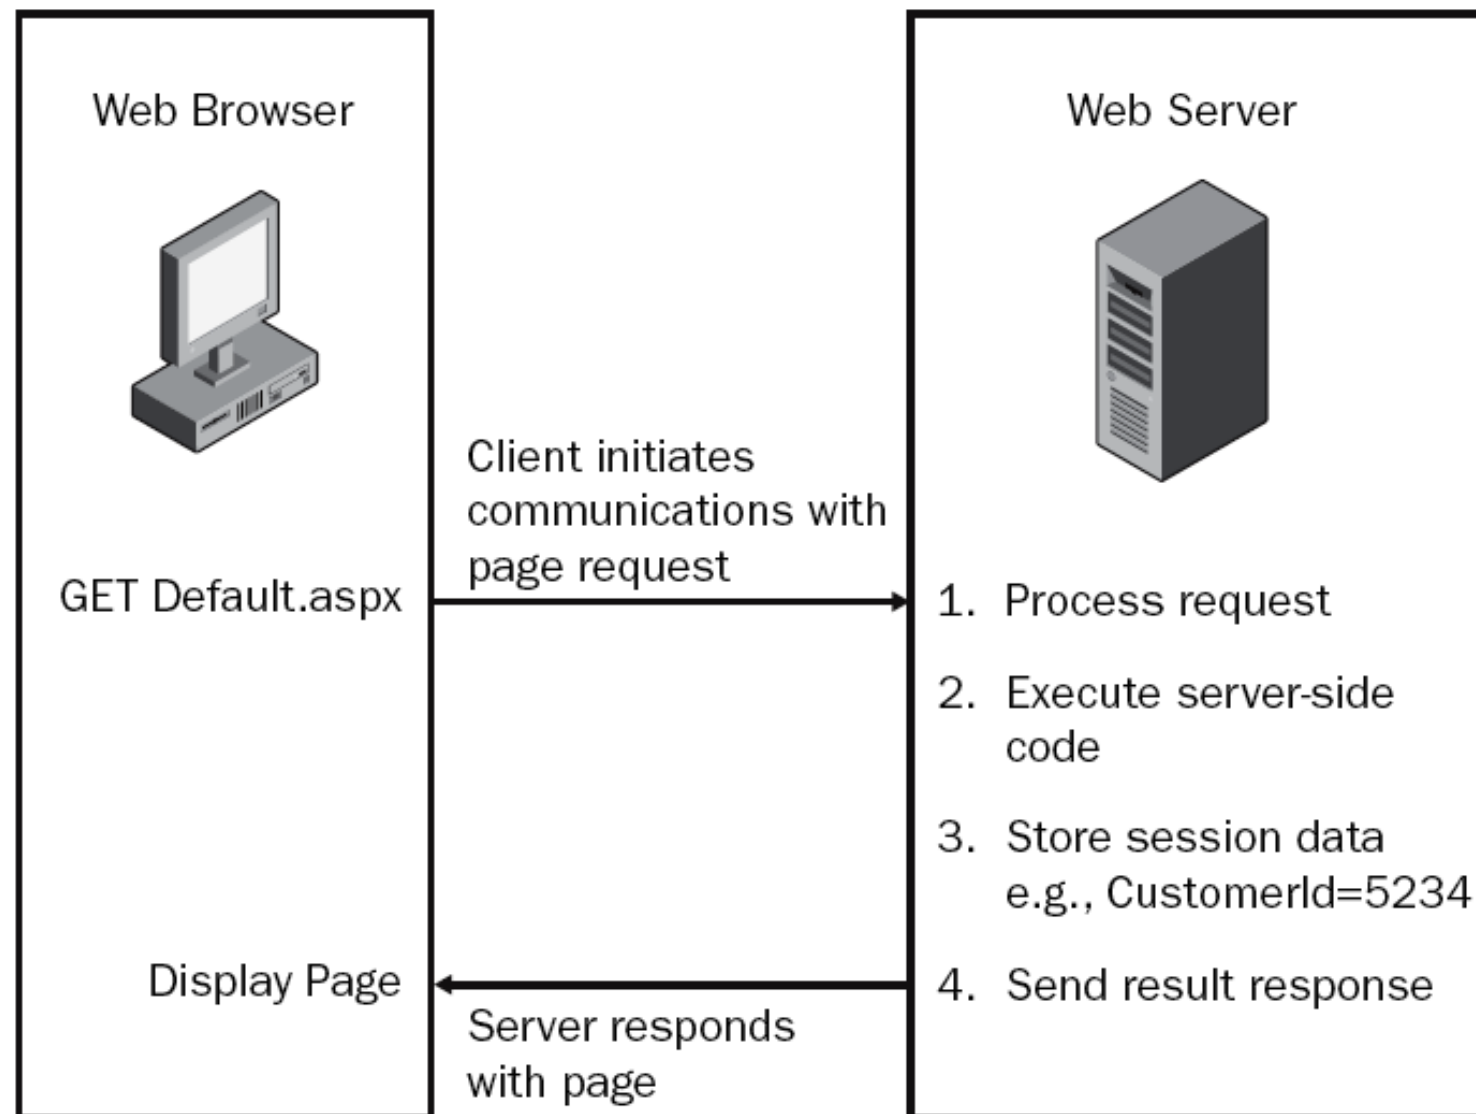 Web Browser
Web Server
Client initiates
communications with
page request
GET Default.aspx
1. Process request
2. Execute server-side
code
3. Store session data
e.g., CustomerId=5234
Display Page
4. Send result response
Server responds
with page